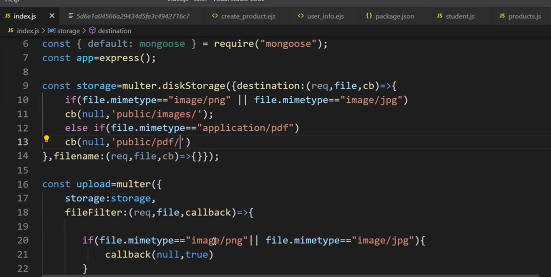 index.js
5d6e1a04566a29434d5fe3c4942716c7
create_product.ejs
user_info.ejs
package.json
student.js
products.js
index.js > storage > destination
6 const { default: mongoose } = require("mongoose");
7 const app=express();
8
9 const storage=multer.diskStorage({destination:(req,file,cb)=>{
10 if(file.mimetype=="image/png" || file.mimetype=="image/jpg")
11 cb(null,'public/images/');
12 else if(file.mimetype=="application/pdf")
13 cb(null,'public/pdf/')
14 },filename:(req,file,cb)=>{}});
15
16 const upload=multer({
17 storage:storage,
18 fileFilter:(req,file,callback)=>{
19
20 if(file.mimetype=="image/png"|| file.mimetype=="image/jpg"){
21 callback(null,true)
22 }